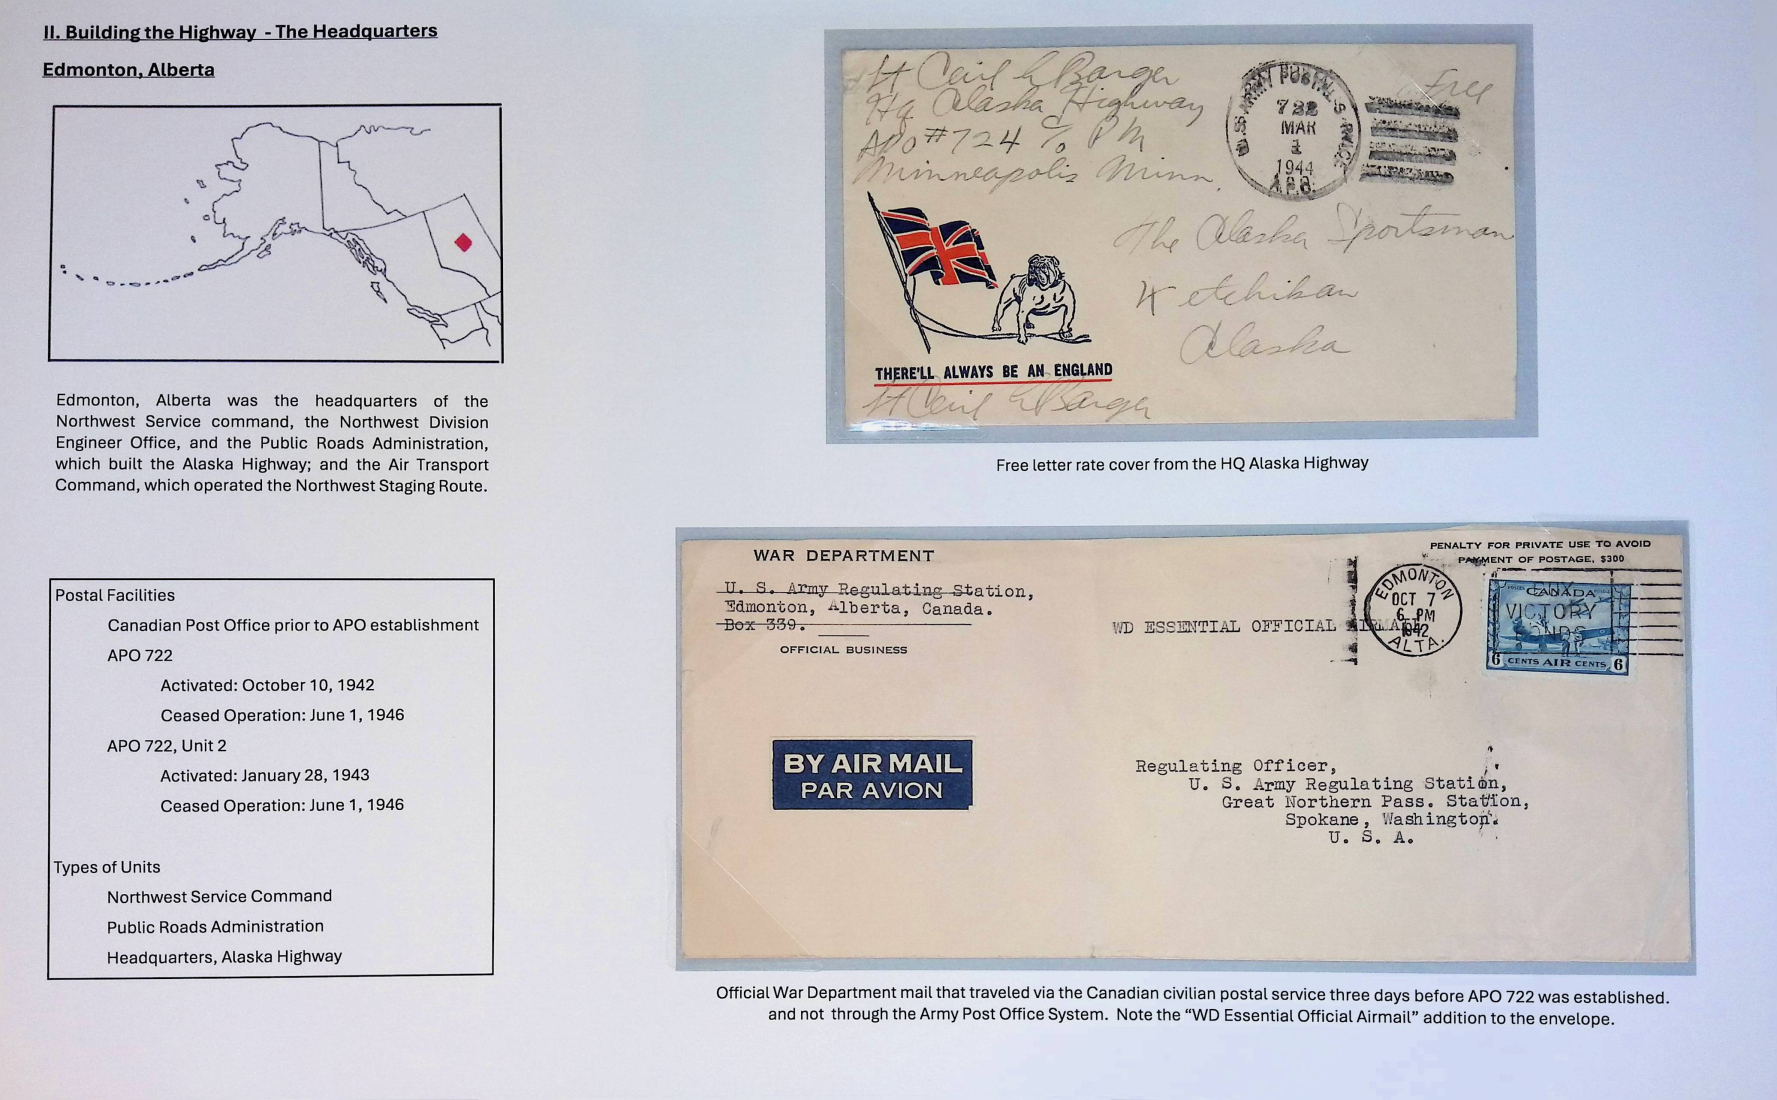 II. Building the Highway - The Headquarters
Edmonton, Alberta
Edmonton, Alberta was the headquarters of the
Northwest Service command, the Northwest Division
Engineer Office, and the Public Roads Administration,
which built the Alaska Highway; and the Air Transport
Command, which operated the Northwest Staging Route.
Postal Facilities
Canadian Post Office prior to APO establishment
APO 722
Activated: October 10, 1942
Ceased Operation: June 1, 1946
APO 722, Unit 2
Activated: January 28, 1943
Ceased Operation: June 1, 1946
Types of Units
Northwest Service Command
Public Roads Administration
Headquarters, Alaska Highway
Lt Cecil L Barger
Hq Alaska Highway
APO #724 c/o PM
Minneapolis Minn.
U.S. ARMY POSTAL SERVICE
722
MAR
1
1944
A.P.O.
Free
The Alaska Sportsman
Ketchikan
Alaska
THERE'LL ALWAYS BE AN ENGLAND
Lt Cecil L Barger
Free letter rate cover from the HQ Alaska Highway
WAR DEPARTMENT
U. S. Army Regulating Station,
Edmonton, Alberta, Canada.
Box 339.
OFFICIAL BUSINESS
PENALTY FOR PRIVATE USE TO AVOID
PAYMENT OF POSTAGE, $300
WD ESSENTIAL OFFICIAL AIRMAIL
EDMONTON
OCT 7
6 PM
1942
ALTA.
BUY
VICTORY
BONDS
CANADA
6 CENTS AIR CENTS 6
BY AIR MAIL
PAR AVION
Regulating Officer,
U. S. Army Regulating Station,
Great Northern Pass. Station,
Spokane, Washington.
U. S. A.
Official War Department mail that traveled via the Canadian civilian postal service three days before APO 722 was established.
and not through the Army Post Office System. Note the “WD Essential Official Airmail” addition to the envelope.